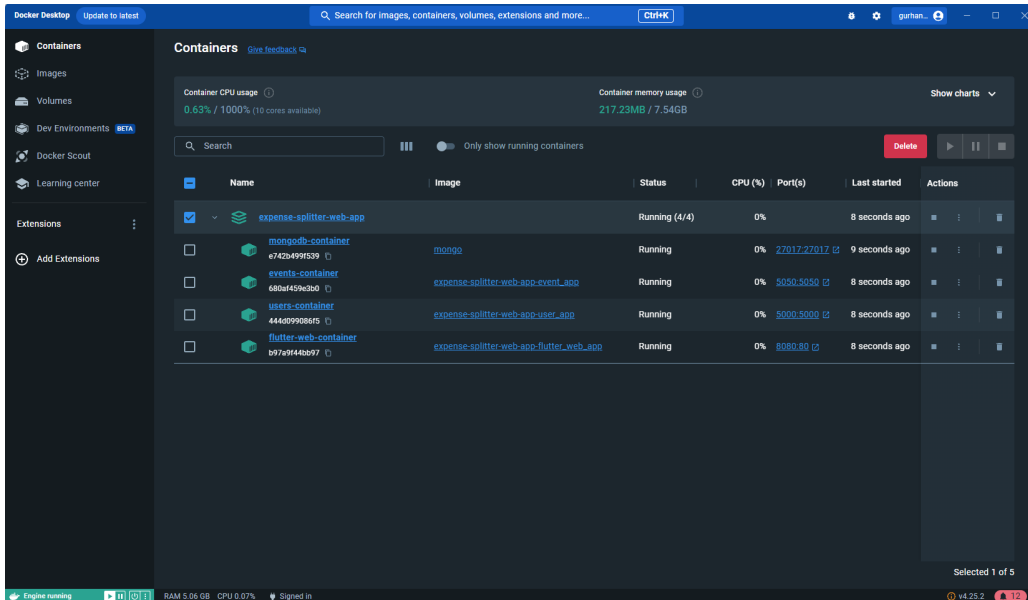 Docker Desktop Update to latest Search for images, containers, volumes, extensions and more... Ctrl+K gurhan...
Containers
Images
Volumes
Dev Environments BETA
Docker Scout
Learning center
Extensions
Add Extensions
Containers Give feedback
Container CPU usage
0.63% / 1000% (10 cores available)
Container memory usage
217.23MB / 7.54GB
Show charts
Search Only show running containers Delete
Name Image Status CPU (%) Port(s) Last started Actions
expense-splitter-web-app Running (4/4) 0% 8 seconds ago
mongodb-container
e742b499f539 mongo Running 0% 27017:27017 9 seconds ago
events-container
680af459e3b0 expense-splitter-web-app-event_app Running 0% 5050:5050 8 seconds ago
users-container
444d099086f5 expense-splitter-web-app-user_app Running 0% 5000:5000 8 seconds ago
flutter-web-container
b97a9f44bb97 expense-splitter-web-app-flutter_web_app Running 0% 8080:80 8 seconds ago
Selected 1 of 5
Engine running RAM 5.06 GB CPU 0.07% Signed in v4.25.2 12